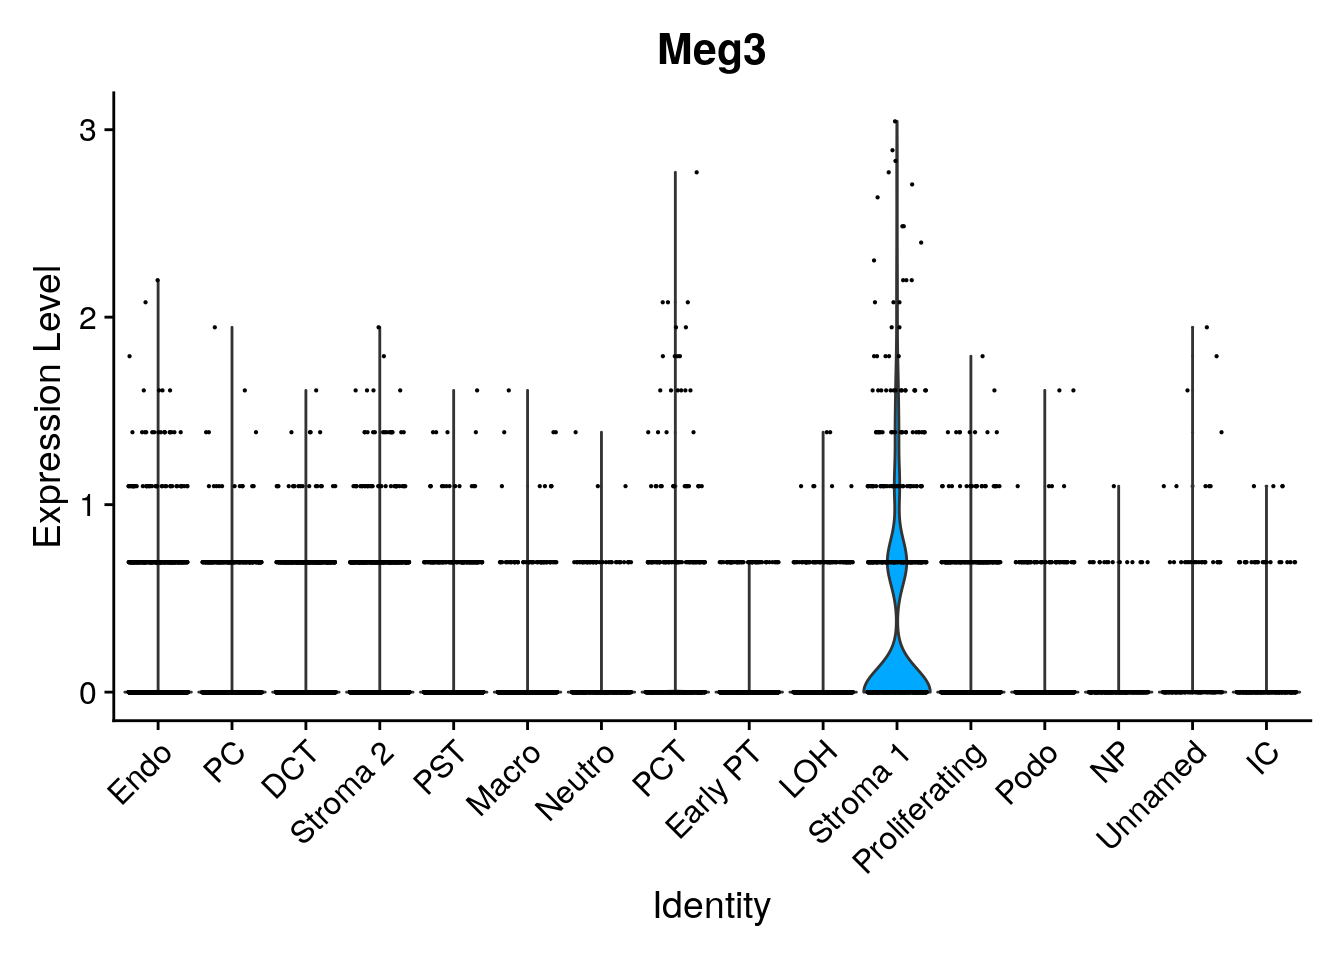 Meg3
Expression Level
3
2
1
0
Endo
PC
DCT
Stroma 2
PST
Macro
Neutro
PCT
Early PT
LOH
Stroma 1
Proliferating
Podo
NP
Unnamed
IC
Identity